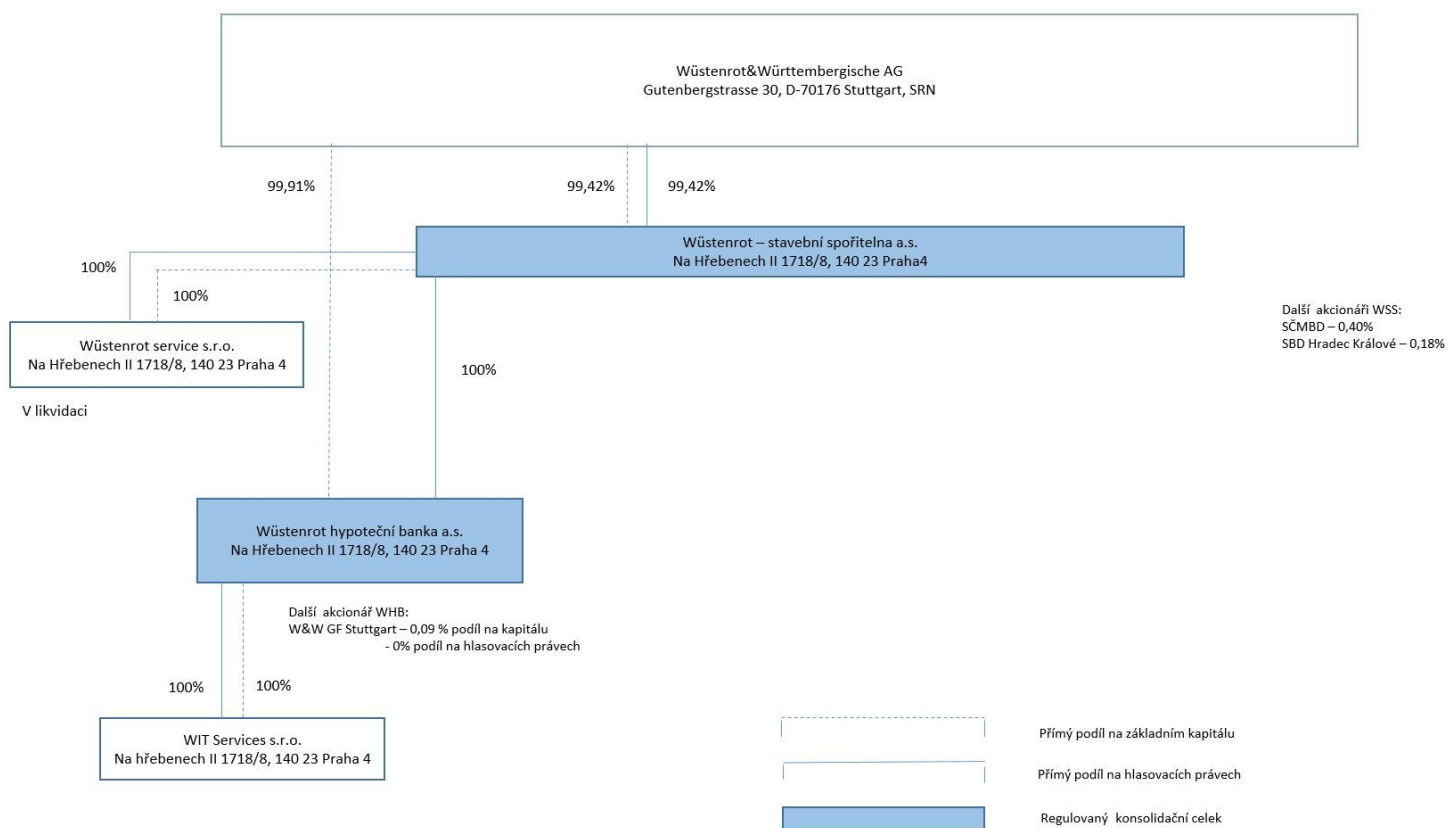 Wüstenrot&Württembergische AG
Gutenbergstrasse 30, D-70176 Stuttgart, SRN
99,91%
99,42%
99,42%
Wüstenrot – stavební spořitelna a.s.
Na Hřebenech II 1718/8, 140 23 Praha4
100%
100%
Další akcionáři WSS:
SČMBD – 0,40%
SBD Hradec Králové – 0,18%
Wüstenrot service s.r.o.
Na Hřebenech II 1718/8, 140 23 Praha 4
V likvidaci
100%
Wüstenrot hypoteční banka a.s.
Na Hřebenech II 1718/8, 140 23 Praha 4
Další akcionář WHB:
W&W GF Stuttgart – 0,09 % podíl na kapitálu
- 0% podíl na hlasovacích právech
100%
100%
WIT Services s.r.o.
Na hřebenech II 1718/8, 140 23 Praha 4
Přímý podíl na základním kapitálu
Přímý podíl na hlasovacích právech
Regulovaný konsolidační celek